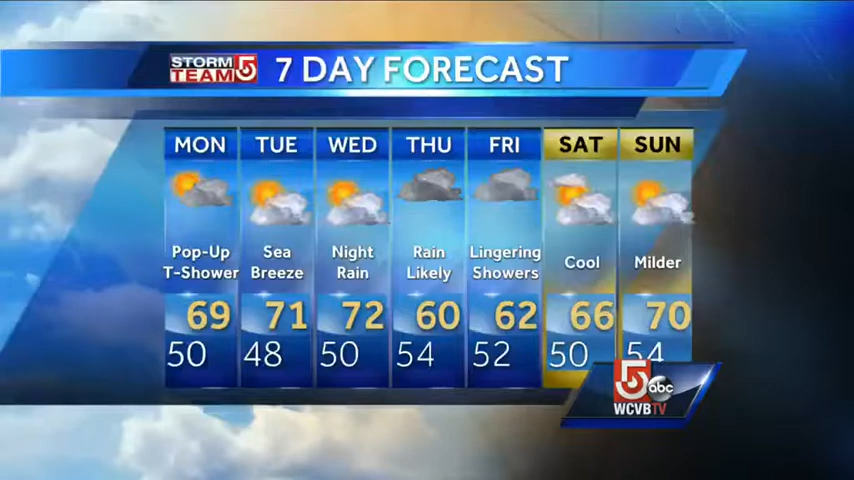 STORM
TEAM 5
7 DAY FORECAST
MON TUE WED THU FRI SAT SUN
Pop-Up
T-Shower
Sea
Breeze
Night
Rain
Rain
Likely
Lingering
Showers
Cool
Milder
69 71 72 60 62 66 70
50 48 50 54 52 50 54
5 abc
WCVBTV